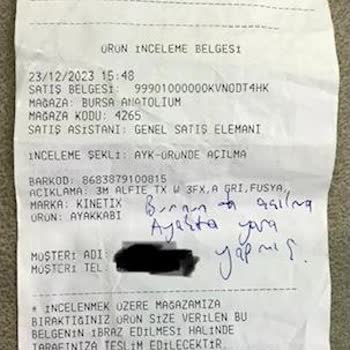 ÜRÜN İNCELEME BELGESİ
23/12/2023 15:48
SATIŞ BELGESİ: 99901000000KVNODT4HK
MAĞAZA: BURSA ANATOLIUM
MAĞAZA KODU: 4265
SATIŞ ASİSTANI: GENEL SATIŞ ELEMANI
İNCELEME ŞEKLİ: AYK-ÜRÜNDE AÇILMA
BARKOD: 8683879100815
AÇIKLAMA: 3M ALFIE TX W 3FX,A GRI,FUSYA,
MARKA: KINETIX
ÜRÜN: AYAKKABI
açılma
Ayakta yara
yapmış.
MÜŞTERİ ADI:
MÜŞTERİ TEL:
* İNCELENMEK ÜZERE MAĞAZAMIZA
BIRAKTIĞINIZ ÜRÜN SİZE VERİLEN BU
BELGENİN İBRAZ EDİLMESİ HALİNDE
TARAFINIZA TESLİM EDİLECEKTİR.